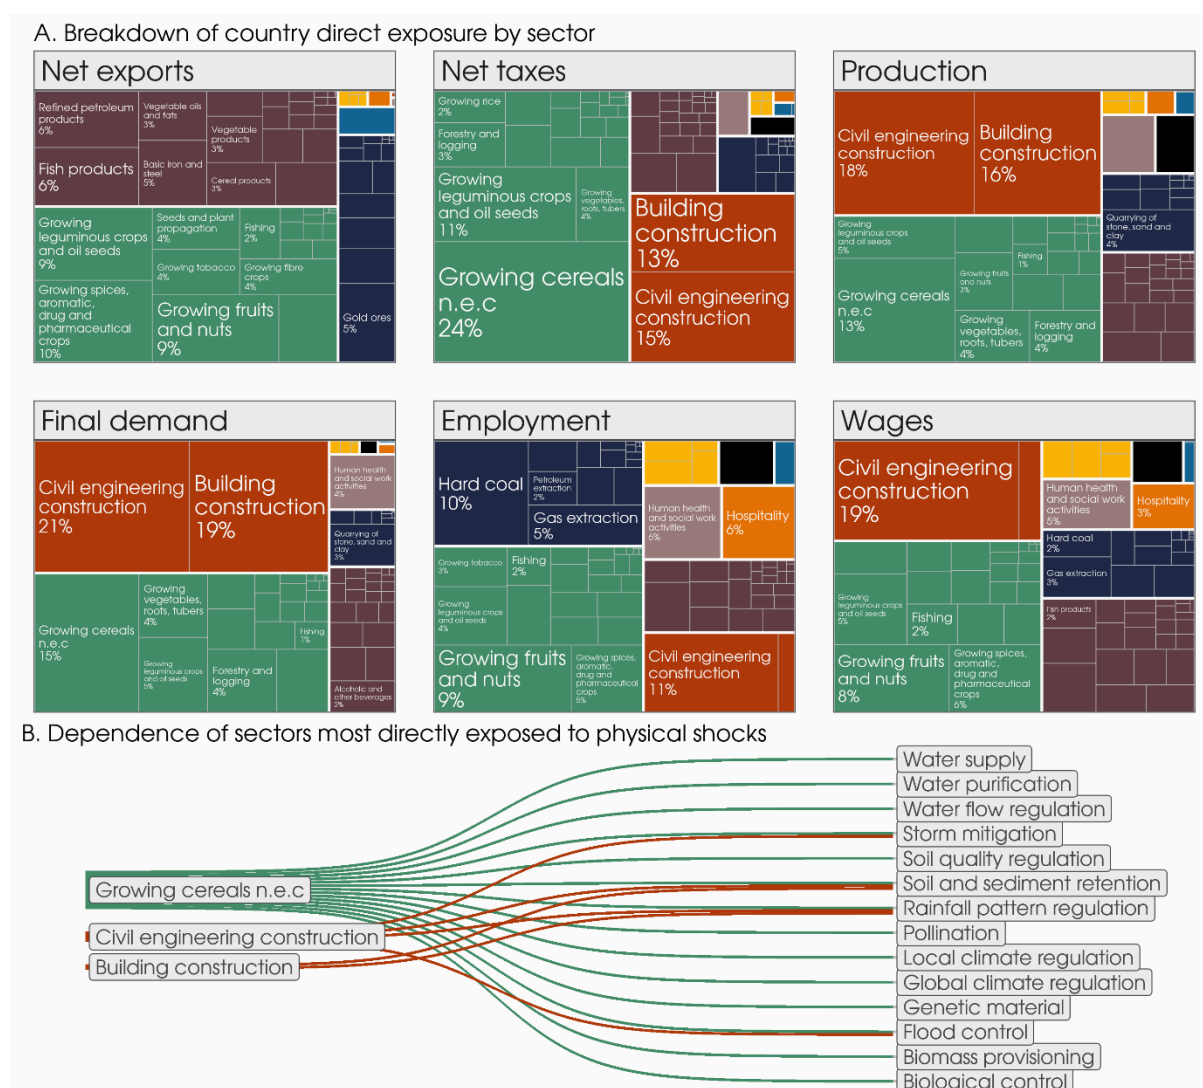 A. Breakdown of country direct exposure by sector
Net exports
Refined petroleum
products
6%
Vegetable oils
and fats
3%
Vegetable
products
3%
Fish products
6%
Basic iron and
steel
5%
Cereal products
3%
Growing
leguminous crops
and oil seeds
9%
Seeds and plant
propagation
4%
Fishing
2%
Growing tobacco
4%
Growing fibre
crops
4%
Growing spices,
aromatic,
drug and
pharmaceutical
crops
10%
Growing fruits
and nuts
9%
Gold ores
5%
Net taxes
Growing rice
2%
Forestry and
logging
3%
Growing
leguminous crops
and oil seeds
11%
Growing
vegetables,
roots, tubers
4%
Growing cereals
n.e.c
24%
Building
construction
13%
Civil engineering
construction
15%
Production
Civil engineering
construction
18%
Building
construction
16%
Growing
leguminous crops
and oil seeds
5%
Growing fruits
and nuts
3%
Fishing
1%
Growing cereals
n.e.c
13%
Growing
vegetables,
roots, tubers
4%
Forestry and
logging
4%
Quarrying of
stone, sand and
clay
4%
Final demand
Civil engineering
construction
21%
Building
construction
19%
Human health
and social work
activities
4%
Quarrying of
stone, sand and
clay
3%
Growing
vegetables,
roots, tubers
4%
Growing cereals
n.e.c
15%
Growing
leguminous crops
and oil seeds
5%
Forestry and
logging
4%
Fishing
1%
Alcoholic and
other beverages
2%
Employment
Hard coal
10%
Petroleum
extraction
2%
Gas extraction
5%
Human health
and social work
activities
6%
Hospitality
6%
Growing tobacco
3%
Fishing
2%
Growing
leguminous crops
and oil seeds
4%
Growing fruits
and nuts
9%
Growing spices,
aromatic,
drug and
pharmaceutical
crops
5%
Civil engineering
construction
11%
Wages
Civil engineering
construction
19%
Human health
and social work
activities
5%
Hospitality
3%
Hard coal
2%
Gas extraction
3%
Growing
leguminous crops
and oil seeds
5%
Fishing
2%
Fish products
2%
Growing fruits
and nuts
8%
Growing spices,
aromatic,
drug and
pharmaceutical
crops
6%
B. Dependence of sectors most directly exposed to physical shocks
Growing cereals n.e.c
Civil engineering construction
Building construction
Water supply
Water purification
Water flow regulation
Storm mitigation
Soil quality regulation
Soil and sediment retention
Rainfall pattern regulation
Pollination
Local climate regulation
Global climate regulation
Genetic material
Flood control
Biomass provisioning
Biological control